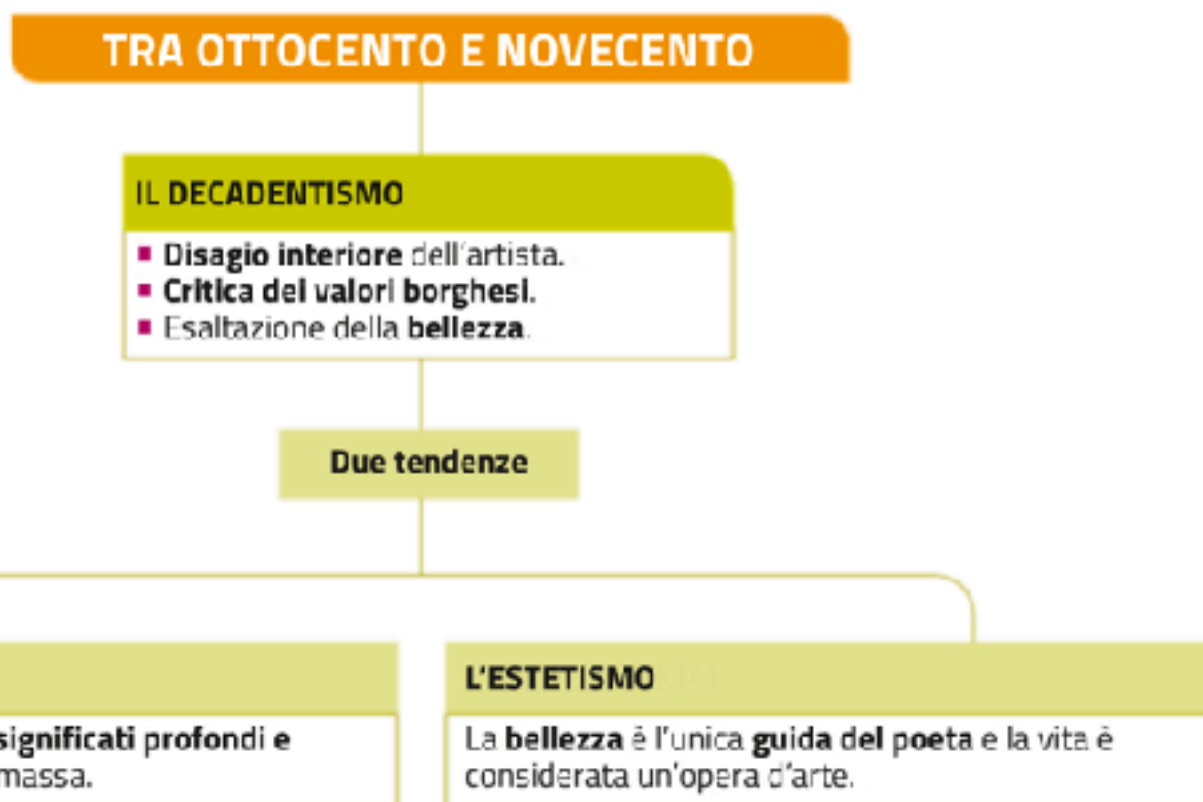 TRA OTTOCENTO E NOVECENTO
IL DECADENTISMO
▪ Disagio interiore dell'artista.
▪ Critica dei valori borghesi.
▪ Esaltazione della bellezza.
Due tendenze
significati profondi e
massa.
L'ESTETISMO
La bellezza è l'unica guida del poeta e la vita è
considerata un'opera d'arte.